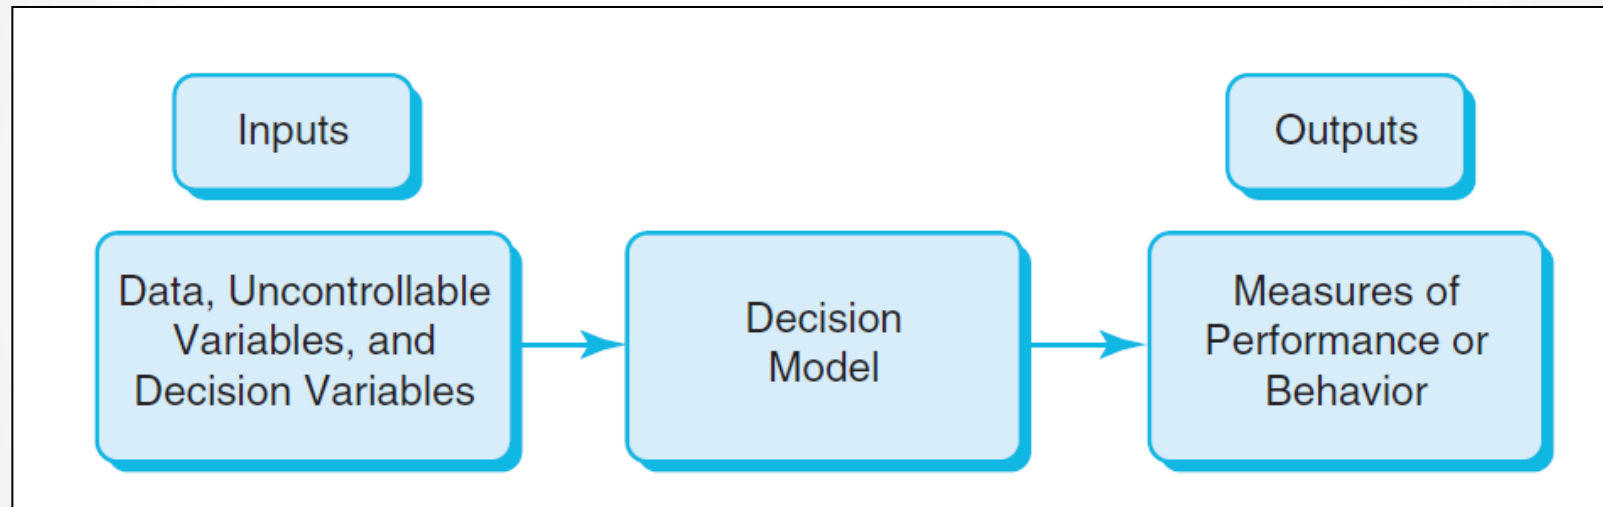 Inputs
Outputs
Data, Uncontrollable
Variables, and
Decision Variables
Decision
Model
Measures of
Performance or
Behavior